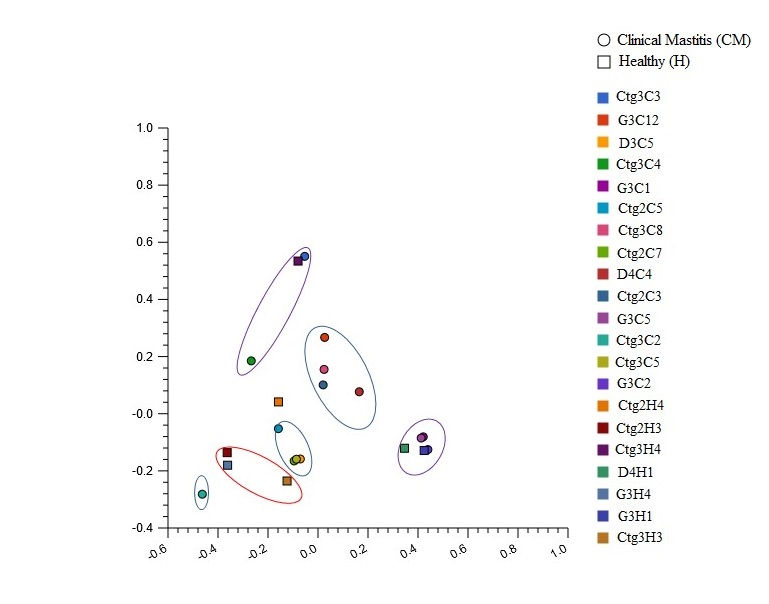 Clinical Mastitis (CM)
Healthy (H)
Ctg3C3
G3C12
D3C5
Ctg3C4
G3C1
Ctg2C5
Ctg3C8
Ctg2C7
D4C4
Ctg2C3
G3C5
Ctg3C2
Ctg3C5
G3C2
Ctg2H4
Ctg2H3
Ctg3H4
D4H1
G3H4
G3H1
Ctg3H3
1.0
0.8
0.6
0.4
0.2
-0.0
-0.2
-0.4
-0.6 -0.4 -0.2 0.0 0.2 0.4 0.6 0.8 1.0